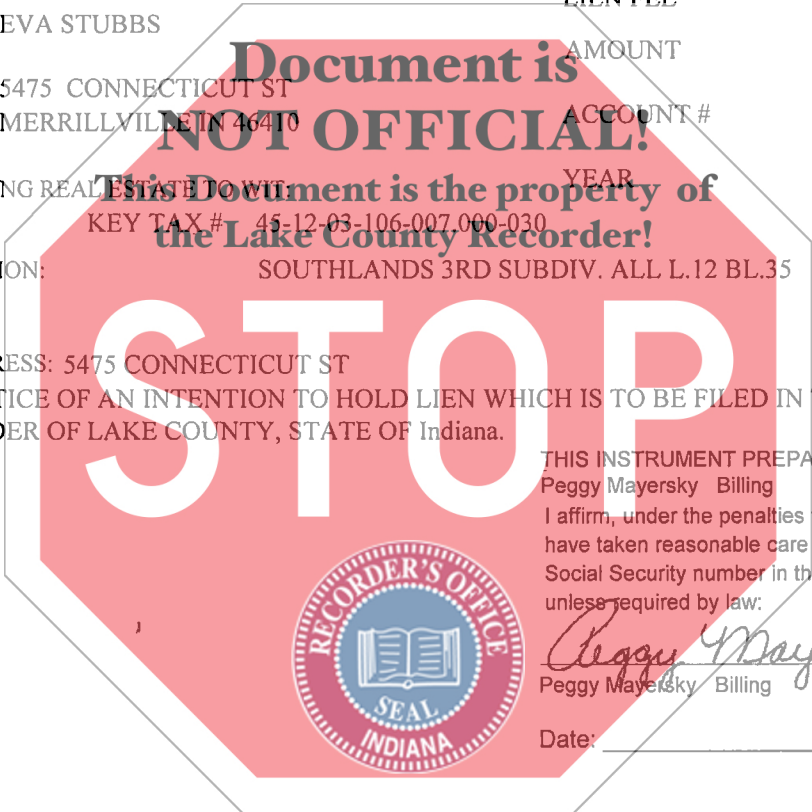 LIEN FEE
EVA STUBBS
AMOUNT
Document is
5475 CONNECTICUT ST
MERRILLVILLE IN 46410
ACCOUNT #
NOT OFFICIAL!
YEAR
NG REAL ESTATE TO WIT:
This Document is the property of
KEY TAX # 45-12-03-106-007.000-030
the Lake County Recorder!
ION:
SOUTHLANDS 3RD SUBDIV. ALL L.12 BL.35
STOP
RESS: 5475 CONNECTICUT ST
TICE OF AN INTENTION TO HOLD LIEN WHICH IS TO BE FILED IN
DER OF LAKE COUNTY, STATE OF Indiana.
THIS INSTRUMENT PREPA
Peggy Mayersky Billing
I affirm, under the penalties
have taken reasonable care
Social Security number in th
unless required by law:
Peggy May
Peggy Mayersky Billing
Date:
RECORDER'S OFFICE
SEAL
INDIANA